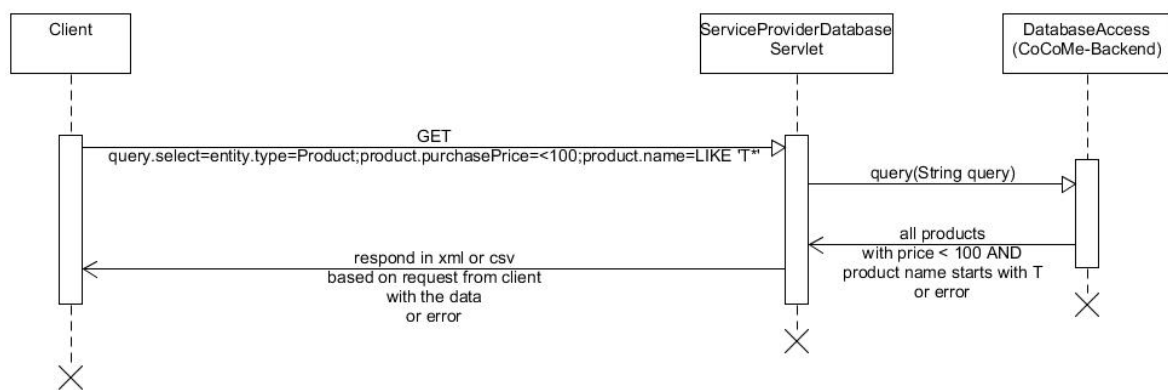 Client
ServiceProviderDatabase
Servlet
DatabaseAccess
(CoCoMe-Backend)
GET
query.select=entity.type=Product;product.purchasePrice=<100;product.name=LIKE 'T*'
query(String query)
all products
with price < 100 AND
product name starts with T
or error
respond in xml or csv
based on request from client
with the data
or error